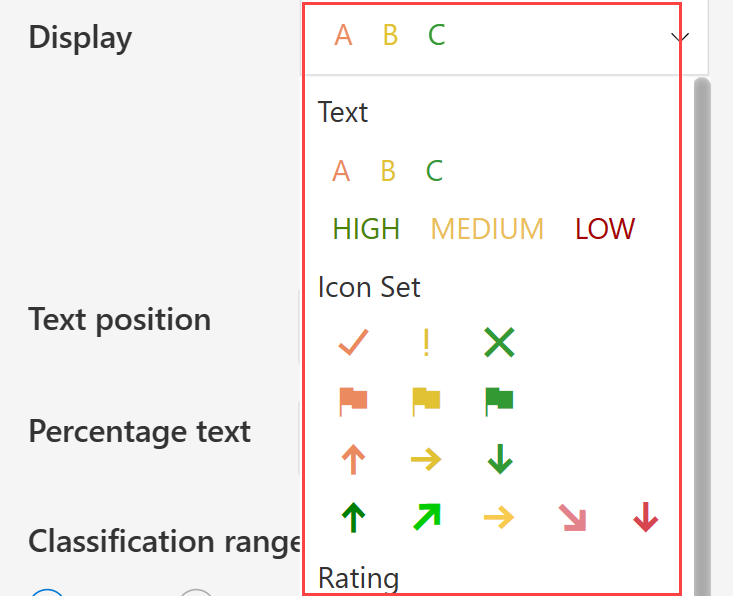 Display
A B C
Text
A B C
HIGH MEDIUM LOW
Icon Set
Text position
Percentage text
Classification range
Rating